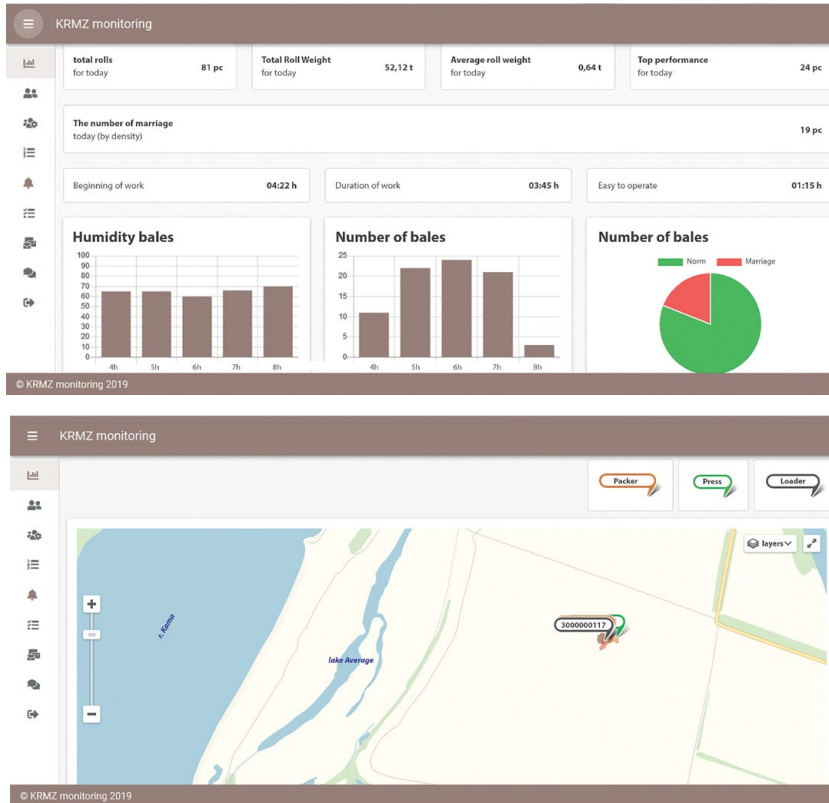 KRMZ monitoring
total rolls
for today
81 pc
Total Roll Weight
for today
52,12 t
Average roll weight
for today
0,64 t
Top performance
for today
24 pc
The number of marriage
today (by density)
19 pc
Beginning of work
04:22 h
Duration of work
03:45 h
Easy to operate
01:15 h
Humidity bales
100
90
80
70
60
50
40
30
20
10
0
4h 5h 6h 7h 8h
Number of bales
25
20
15
10
5
0
4h 5h 6h 7h 8h
Number of bales
Norm Marriage
© KRMZ monitoring 2019
KRMZ monitoring
Packer
Press
Loader
layers
r. Kama
3000000117
lake Average
© KRMZ monitoring 2019